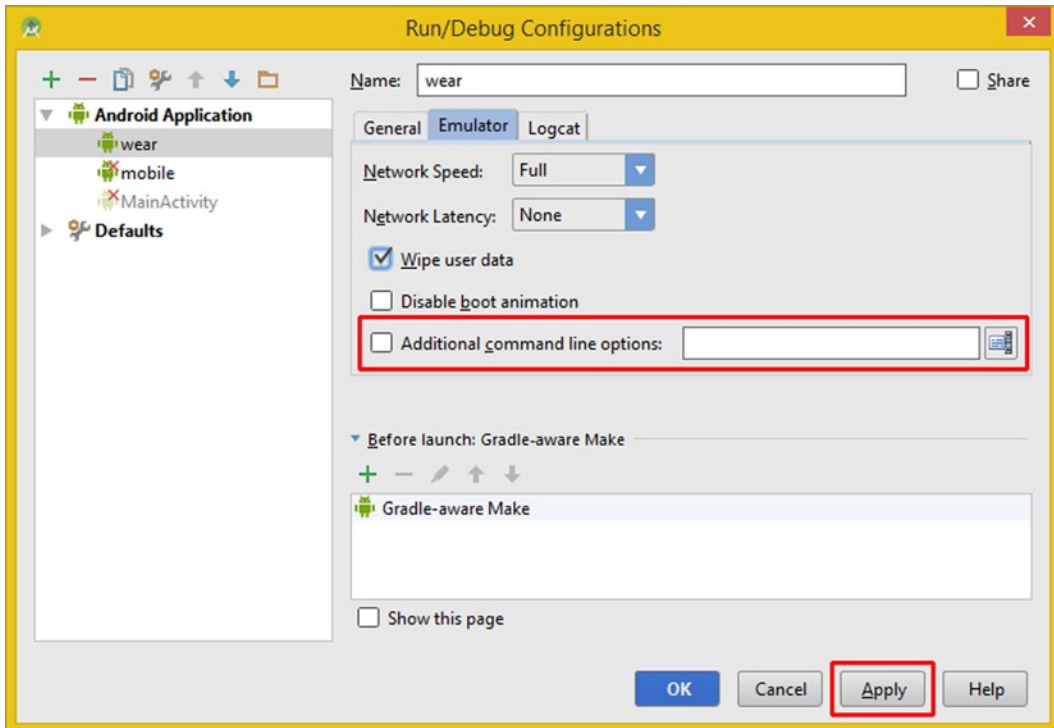 Run/Debug Configurations
Name: wear
Share
Android Application
wear
mobile
MainActivity
Defaults
General Emulator Logcat
Network Speed: Full
Network Latency: None
Wipe user data
Disable boot animation
Additional command line options:
Before launch: Gradle-aware Make
Gradle-aware Make
Show this page
OK Cancel Apply Help